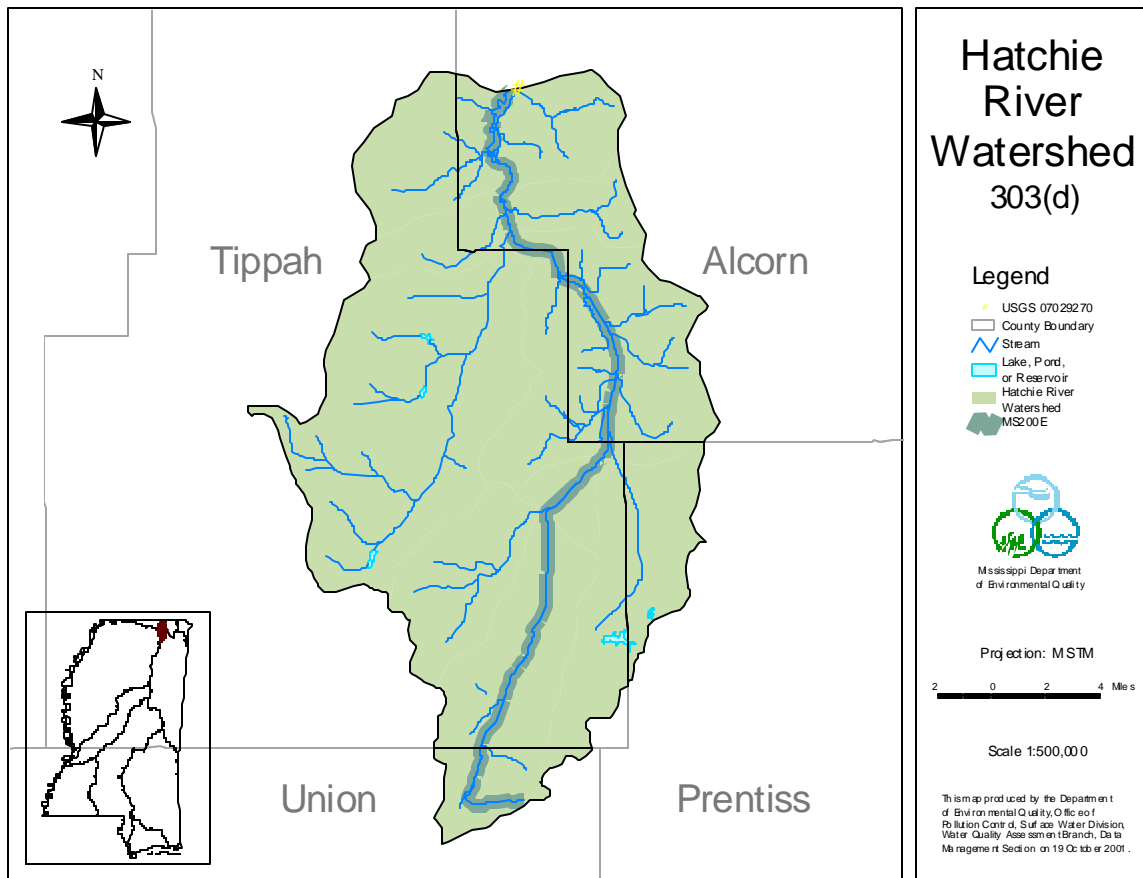 N
Tippah
Alcorn
Union
Prentiss
Hatchie
River
Watershed
303(d)
Legend
USGS 07029270
County Boundary
Stream
Lake, Pond,
or Reservoir
Hatchie River
Watershed
MS200E
Mississippi Department
of Environmental Quality
Projection: MSTM
2 0 2 4 Miles
Scale 1:500,000
This map produced by the Department
of Environmental Quality, Office of
Pollution Control, Surface Water Division,
Water Quality Assessment Branch, Data
Management Section on 19 October 2001.